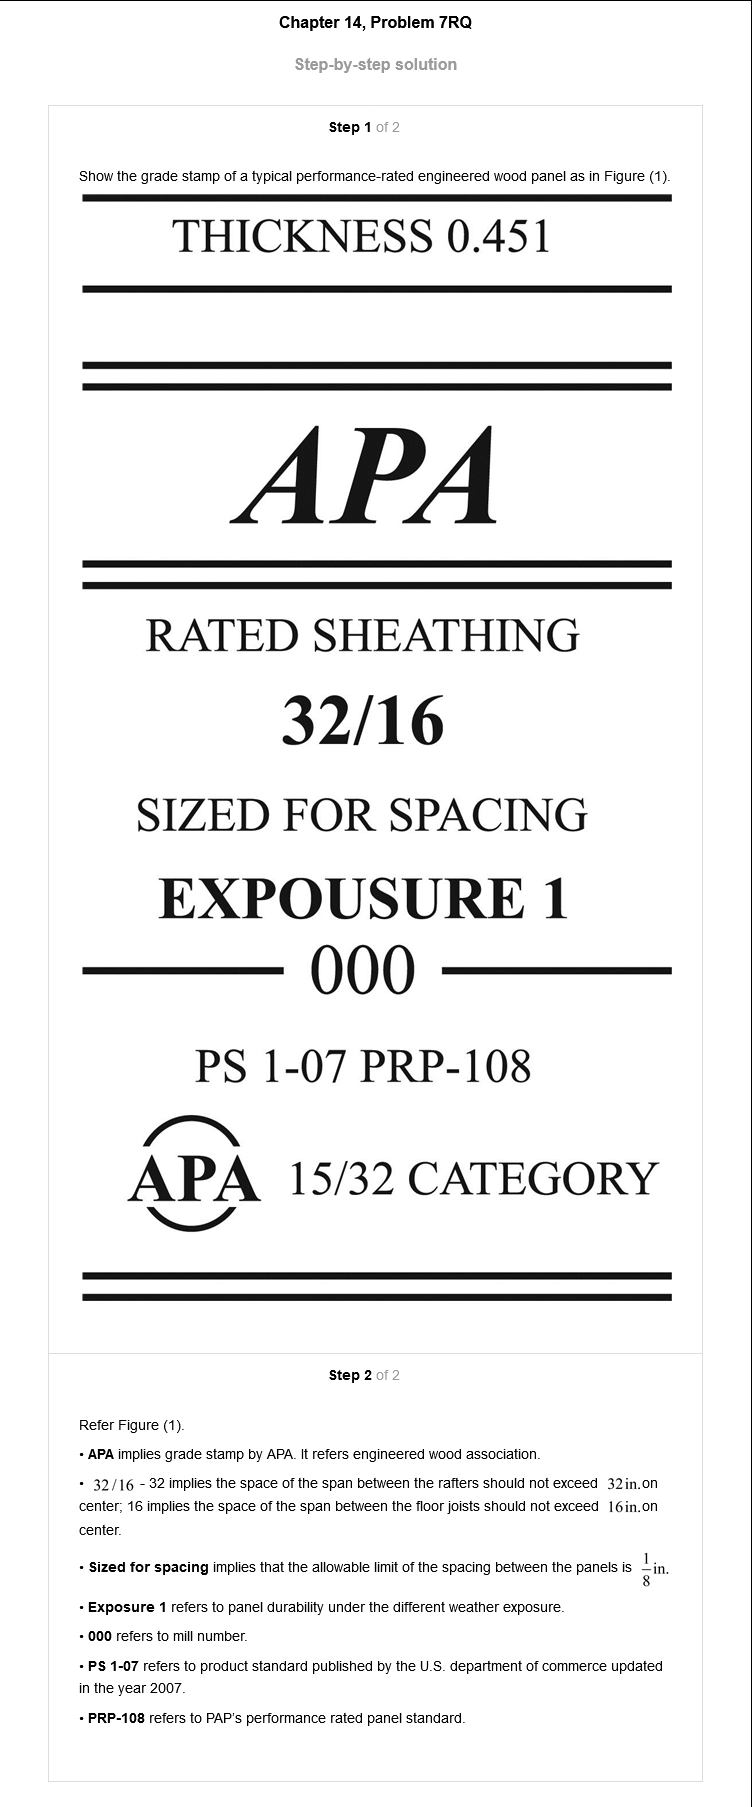 Chapter 14, Problem 7RQ
Step-by-step solution
Step 1 of 2
Show the grade stamp of a typical performance-rated engineered wood panel as in Figure (1).
THICKNESS 0.451
APA
RATED SHEATHING
32/16
SIZED FOR SPACING
EXPOUSURE 1
000
PS 1-07 PRP-108
APA 15/32 CATEGORY
Step 2 of 2
Refer Figure (1).
• APA implies grade stamp by APA. It refers engineered wood association.
• 32/16 - 32 implies the space of the span between the rafters should not exceed 32in.on
center; 16 implies the space of the span between the floor joists should not exceed 16in.on
center.
• Sized for spacing implies that the allowable limit of the spacing between the panels is 1/8 in.
• Exposure 1 refers to panel durability under the different weather exposure.
• 000 refers to mill number.
• PS 1-07 refers to product standard published by the U.S. department of commerce updated
in the year 2007.
• PRP-108 refers to PAP's performance rated panel standard.